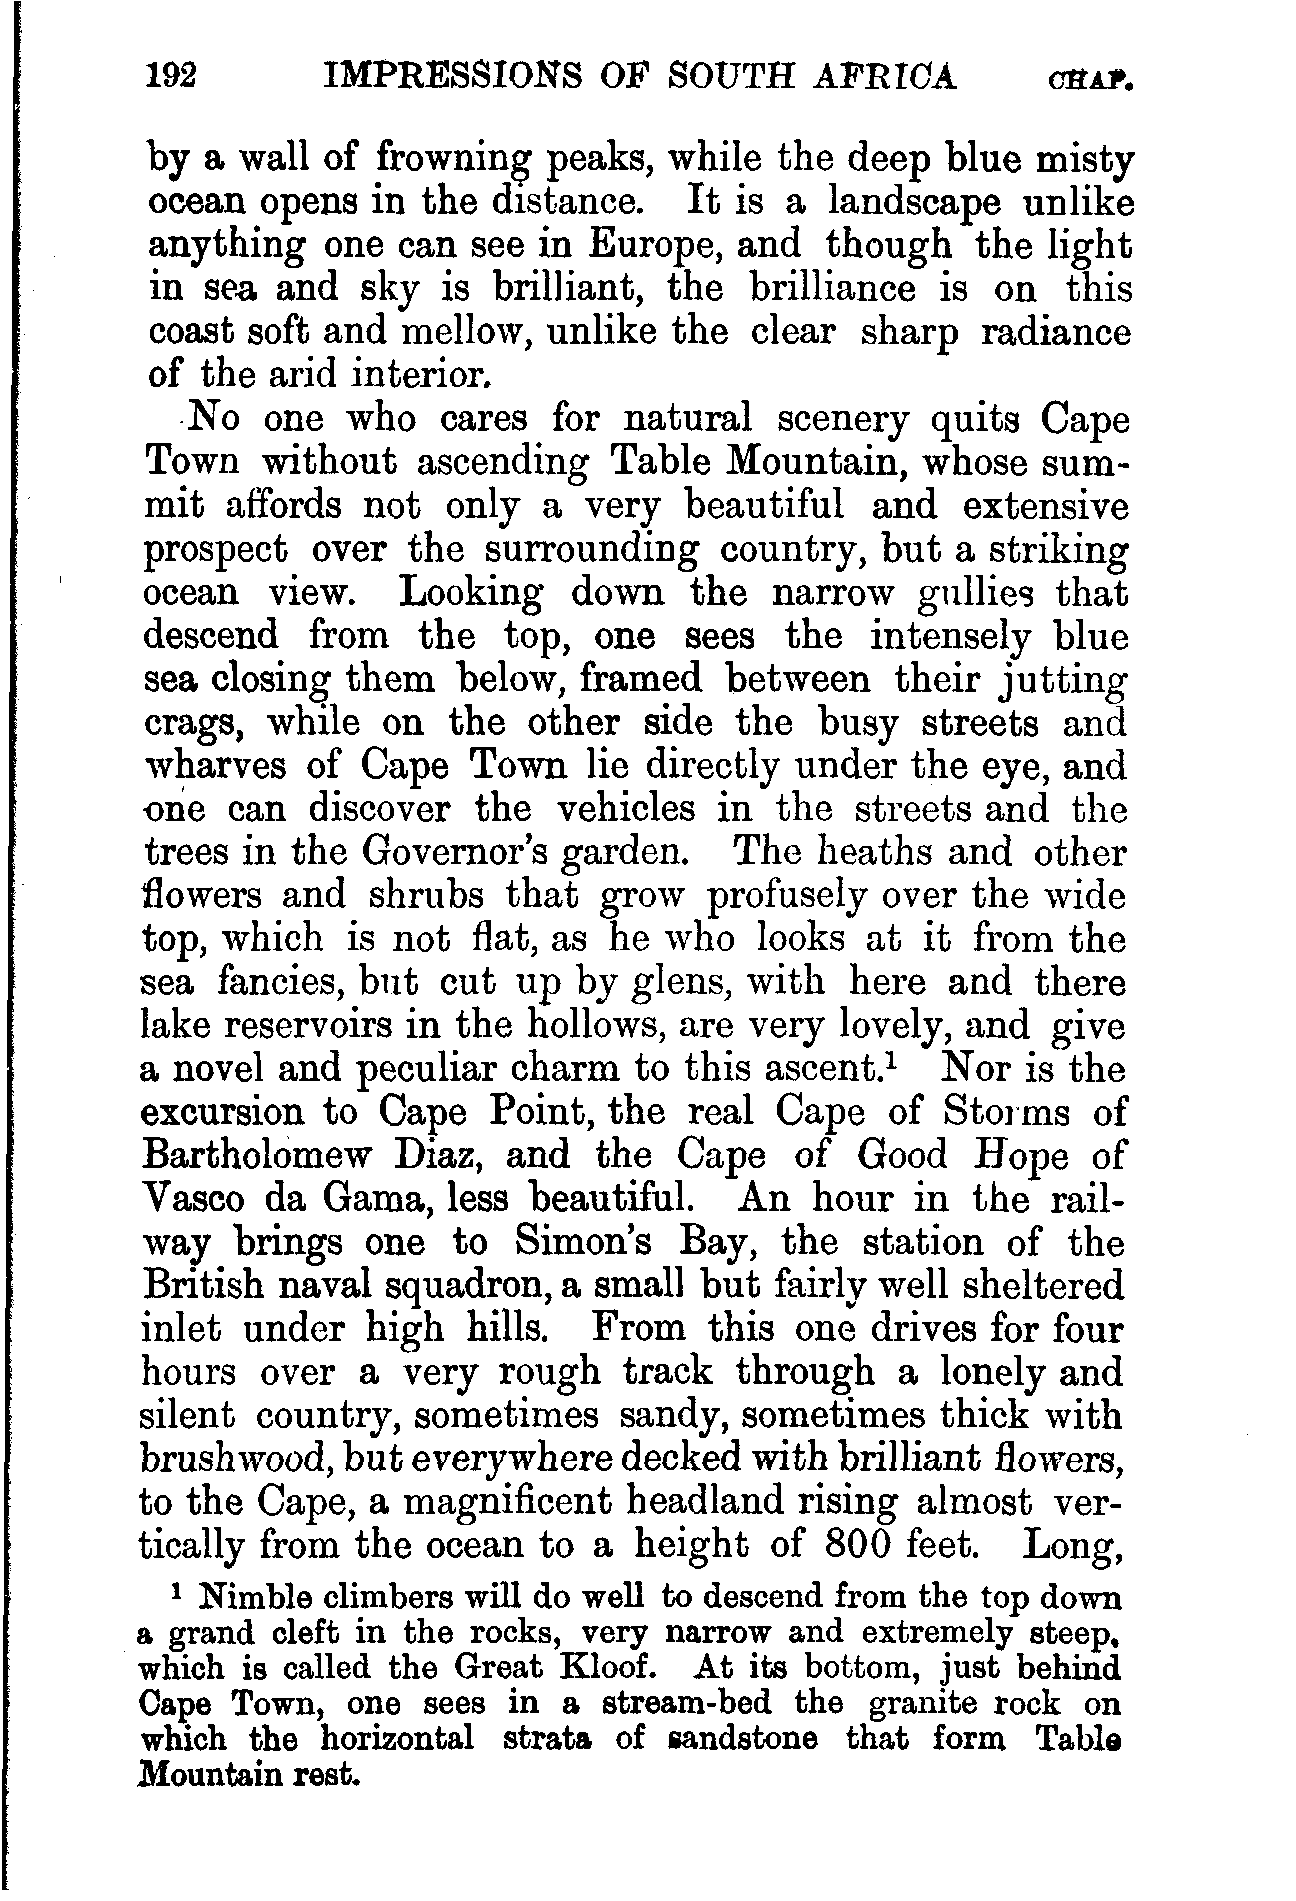 192 IMPRESSIONS OF SOUTH AFRICA CHAP.
by a wall of frowning peaks, while the deep blue misty
ocean opens in the distance. It is a landscape unlike
anything one can see in Europe, and though the light
in sea and sky is brilliant, the brilliance is on this
coast soft and mellow, unlike the clear sharp radiance
of the arid interior.
No one who cares for natural scenery quits Cape
Town without ascending Table Mountain, whose sum-
mit affords not only a very beautiful and extensive
prospect over the surrounding country, but a striking
ocean view. Looking down the narrow gullies that
descend from the top, one sees the intensely blue
sea closing them below, framed between their jutting
crags, while on the other side the busy streets and
wharves of Cape Town lie directly under the eye, and
one can discover the vehicles in the streets and the
trees in the Governor's garden. The heaths and other
flowers and shrubs that grow profusely over the wide
top, which is not flat, as he who looks at it from the
sea fancies, but cut up by glens, with here and there
lake reservoirs in the hollows, are very lovely, and give
a novel and peculiar charm to this ascent.¹ Nor is the
excursion to Cape Point, the real Cape of Storms of
Bartholomew Diaz, and the Cape of Good Hope of
Vasco da Gama, less beautiful. An hour in the rail-
way brings one to Simon's Bay, the station of the
British naval squadron, a small but fairly well sheltered
inlet under high hills. From this one drives for four
hours over a very rough track through a lonely and
silent country, sometimes sandy, sometimes thick with
brushwood, but everywhere decked with brilliant flowers,
to the Cape, a magnificent headland rising almost ver-
tically from the ocean to a height of 800 feet. Long,
¹ Nimble climbers will do well to descend from the top down
a grand cleft in the rocks, very narrow and extremely steep,
which is called the Great Kloof. At its bottom, just behind
Cape Town, one sees in a stream-bed the granite rock on
which the horizontal strata of sandstone that form Table
Mountain rest.